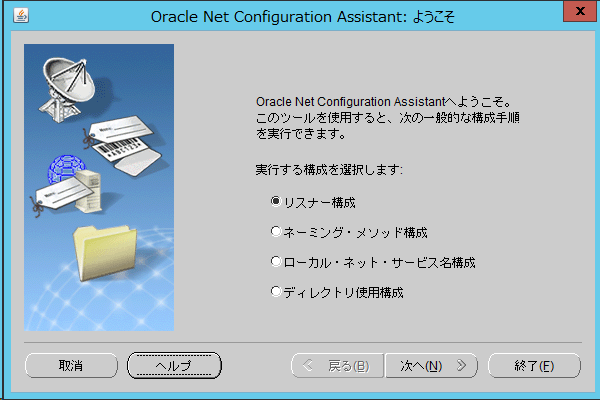 Oracle Net Configuration Assistant: ようこそ
Oracle Net Configuration Assistantへようこそ。
このツールを使用すると、次の一般的な構成手順
を実行できます。
実行する構成を選択します:
リスナー構成
ネーミング・メソッド構成
ローカル・ネット・サービス名構成
ディレクトリ使用構成
取消
ヘルプ
戻る(B)
次へ(N)
終了(F)